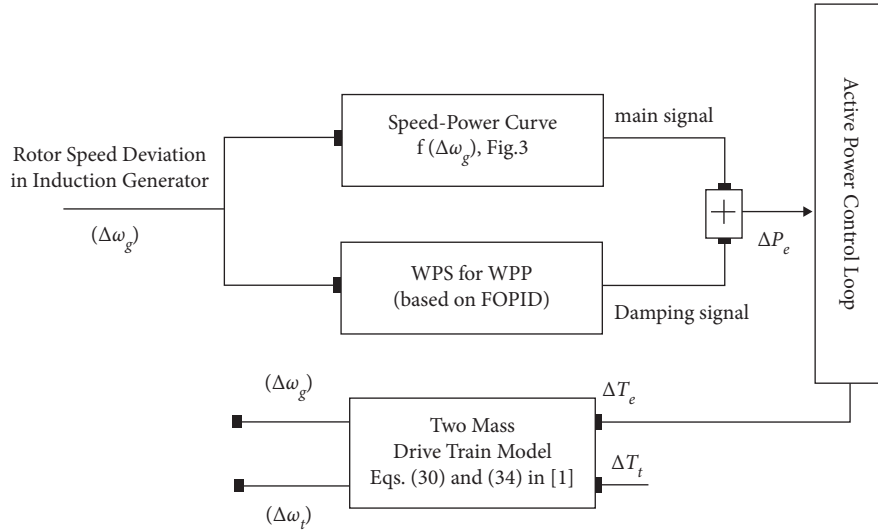 Speed-Power Curve
f (Δω_g), Fig.3
main signal
Rotor Speed Deviation
in Induction Generator
(Δω_g)
+
ΔP_e
WPS for WPP
(based on FOPID)
Damping signal
Active Power Control Loop
(Δω_g)
ΔT_e
Two Mass
Drive Train Model
Eqs. (30) and (34) in [1]
ΔT_t
(Δω_t)